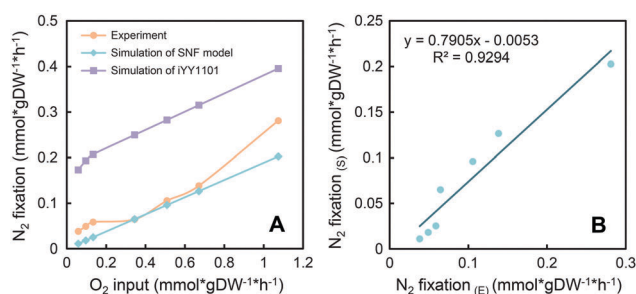 0.5
0.4
0.3
0.2
0.1
0
0 0.2 0.4 0.6 0.8 1 1.2
N₂ fixation (mmol*gDW⁻¹*h⁻¹)
O₂ input (mmol*gDW⁻¹*h⁻¹)
Experiment
Simulation of SNF model
Simulation of iYY1101
A
0.25
0.2
0.15
0.1
0.05
0
0 0.1 0.2 0.3
N₂ fixation (S) (mmol*gDW⁻¹*h⁻¹)
N₂ fixation (E) (mmol*gDW⁻¹*h⁻¹)
y = 0.7905x - 0.0053
R² = 0.9294
B